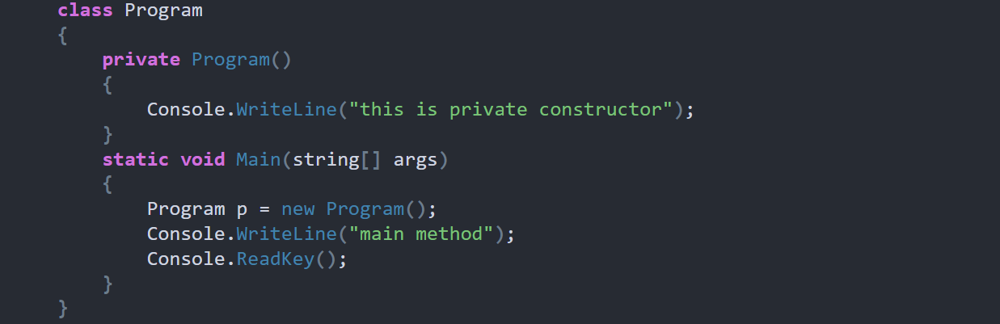 class Program
{
    private Program()
    {
        Console.WriteLine("this is private constructor");
    }
    static void Main(string[] args)
    {
        Program p = new Program();
        Console.WriteLine("main method");
        Console.ReadKey();
    }
}